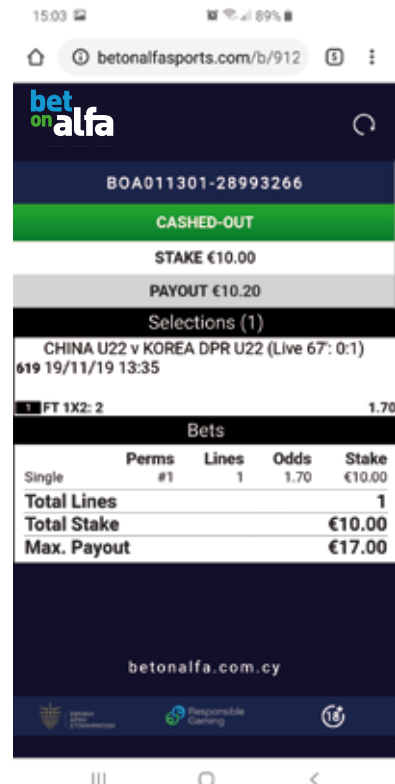 15:03 89%
betonalfasports.com/b/912 5
bet
on alfa
BOA011301-28993266
CASHED-OUT
STAKE €10.00
PAYOUT €10.20
Selections (1)
CHINA U22 v KOREA DPR U22 (Live 67': 0:1)
619 19/11/19 13:35
1 FT 1X2: 2 1.70
Bets
Perms Lines Odds Stake
Single #1 1 1.70 €10.00
Total Lines 1
Total Stake €10.00
Max. Payout €17.00
betonalfa.com.cy
Responsible
Gaming
18